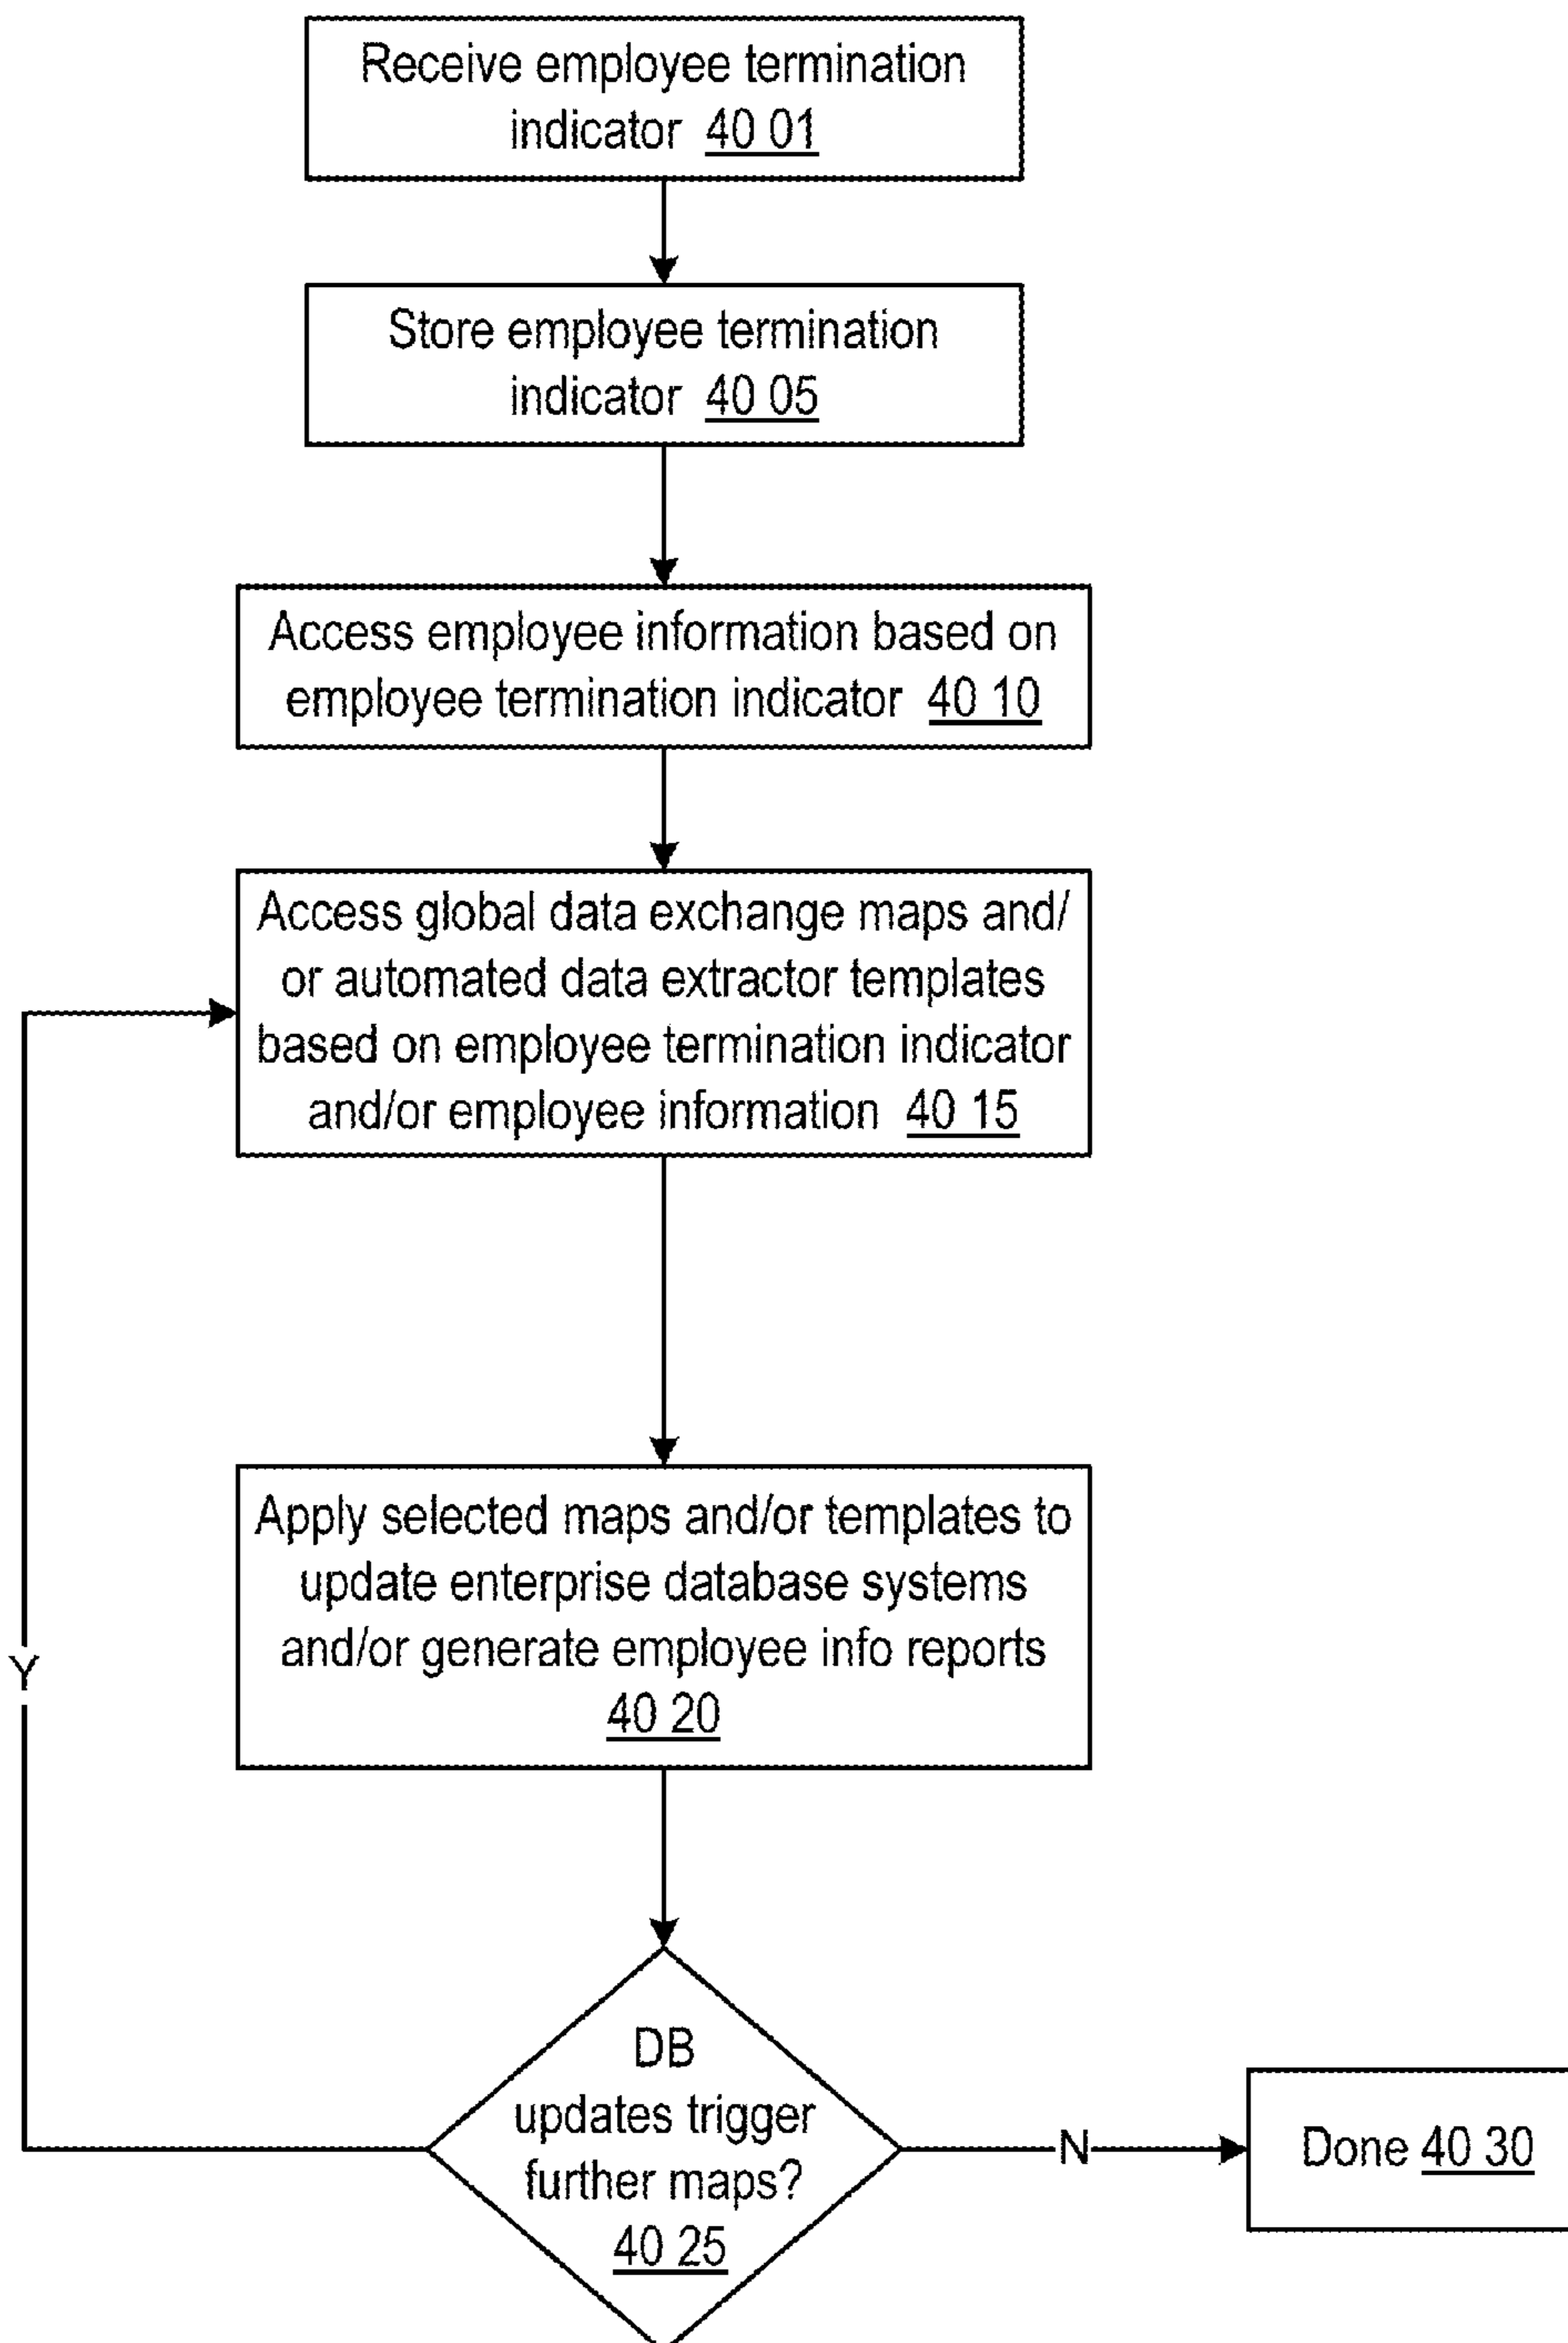 Receive employee termination
indicator 40 01
Store employee termination
indicator 40 05
Access employee information based on
employee termination indicator 40 10
Access global data exchange maps and/
or automated data extractor templates
based on employee termination indicator
and/or employee information 40 15
Apply selected maps and/or templates to
update enterprise database systems
and/or generate employee info reports
40 20
Y
DB
updates trigger
further maps?
40 25
N
Done 40 30